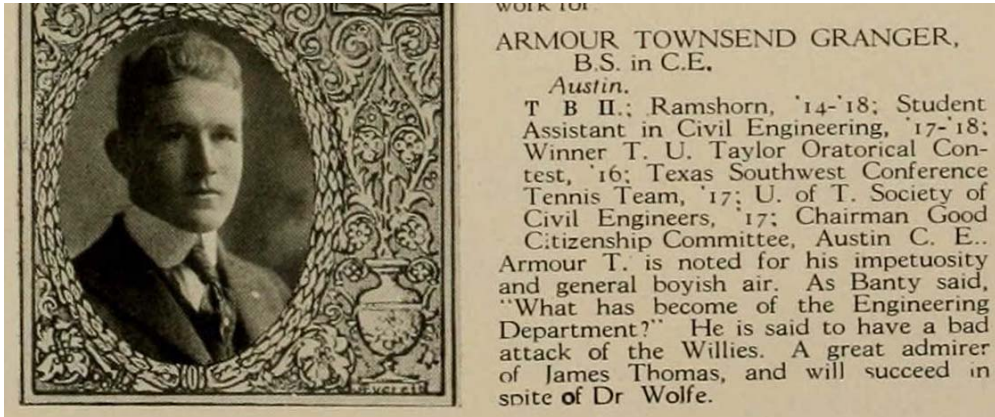 work for
ARMOUR TOWNSEND GRANGER,
B.S. in C.E.
Austin.
T B Π.; Ramshorn, '14-'18; Student
Assistant in Civil Engineering, '17-'18;
Winner T. U. Taylor Oratorical Con-
test, '16; Texas Southwest Conference
Tennis Team, '17; U. of T. Society of
Civil Engineers, '17; Chairman Good
Citizenship Committee, Austin C. E..
Armour T. is noted for his impetuosity
and general boyish air. As Banty said,
"What has become of the Engineering
Department?" He is said to have a bad
attack of the Willies. A great admirer
of James Thomas, and will succeed in
spite of Dr Wolfe.
Everett